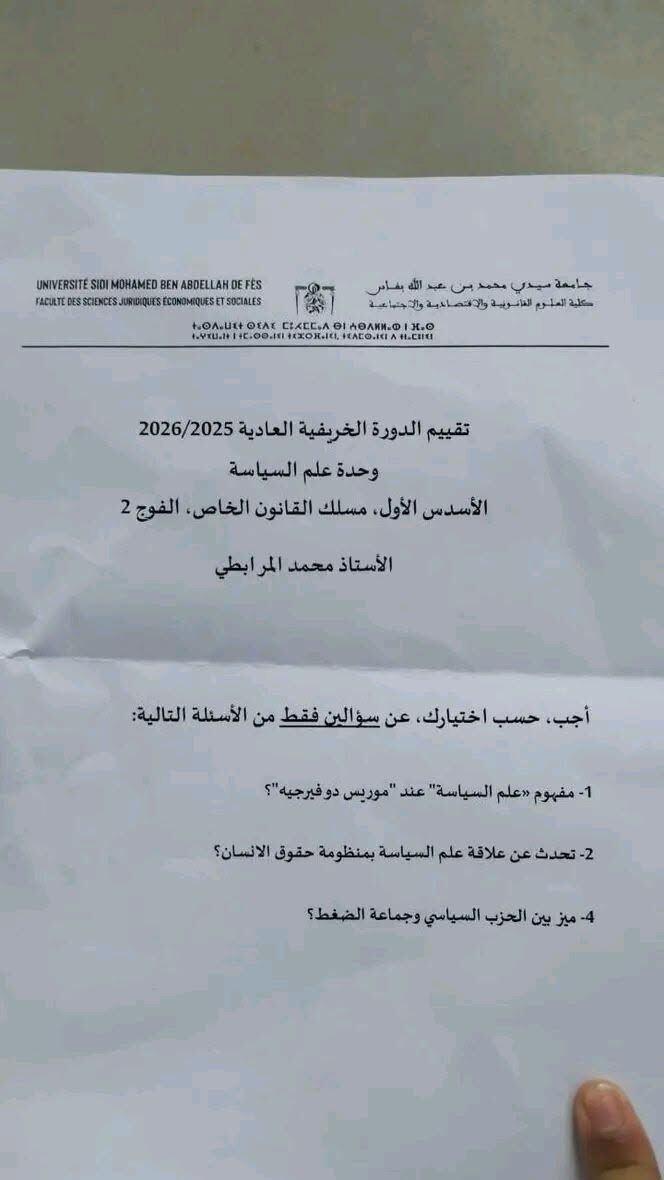 UNIVERSITÉ SIDI MOHAMED BEN ABDELLAH DE FÈS
FACULTÉ DES SCIENCES JURIDIQUES ÉCONOMIQUES ET SOCIALES
جامعة سيدي محمد بن عبد الله بفاس
كلية العلوم القانونية والاقتصادية والاجتماعية
تقييم الدورة الخريفية العادية 2026/2025
وحدة علم السياسة
الأسدس الأول، مسلك القانون الخاص، الفوج 2
الأستاذ محمد المرابطي
أجب، حسب اختيارك، عن سؤالين فقط من الأسئلة التالية:
1- مفهوم «علم السياسة" عند "موريس دوفيرجيه"؟
2- تحدث عن علاقة علم السياسة بمنظومة حقوق الانسان؟
4- ميز بين الحزب السياسي وجماعة الضغط؟